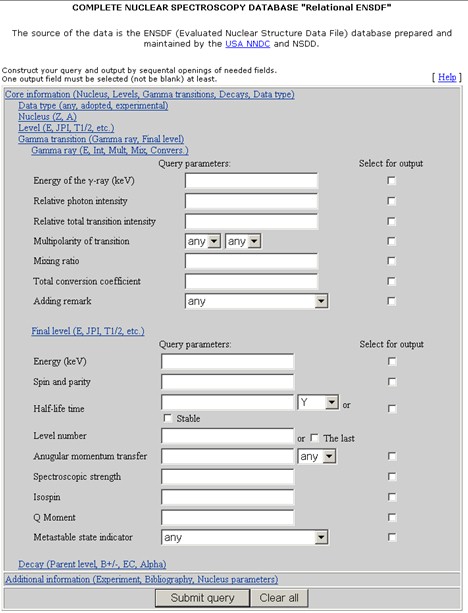 COMPLETE NUCLEAR SPECTROSCOPY DATABASE "Relational ENSDF"
The source of the data is the ENSDF (Evaluated Nuclear Structure Data File) database prepared and
maintained by the USA NNDC and NSDD.
Construct your query and output by sequental openings of needed fields.
One output field must be selected (not be blank) at least.
[ Help ]
Core information (Nucleus, Levels, Gamma transitions, Decays, Data type)
Data type (any, adopted, experimental)
Nucleus (Z, A)
Level (E, JPI, T1/2, etc.)
Gamma transition (Gamma ray, Final level)
Gamma ray (E, Int, Mult, Mix, Convers.)
Query parameters: Select for output
Energy of the γ-ray (keV)
Relative photon intensity
Relative total transition intensity
Multipolarity of transition any any
Mixing ratio
Total conversion coefficient
Adding remark any
Final level (E, JPI, T1/2, etc.)
Query parameters: Select for output
Energy (keV)
Spin and parity
Half-life time Y or
Stable
Level number or The last
Anugular momentum transfer any
Spectroscopic strength
Isospin
Q Moment
Metastable state indicator any
Decay (Parent level, B+/-, EC, Alpha)
Additional information (Experiment, Bibliography, Nucleus parameters)
Submit query Clear all